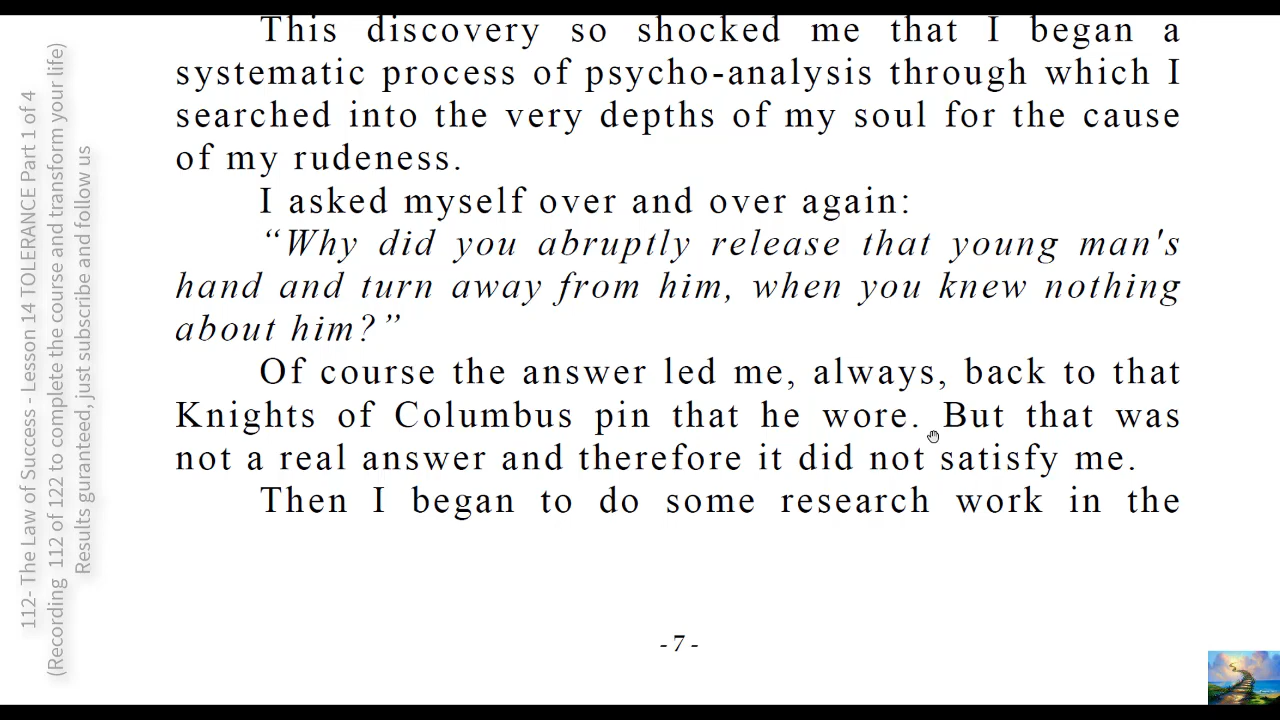 This discovery so shocked me that I began a
systematic process of psycho-analysis through which I
searched into the very depths of my soul for the cause
of my rudeness.
I asked myself over and over again:
“Why did you abruptly release that young man's
hand and turn away from him, when you knew nothing
about him?”
Of course the answer led me, always, back to that
Knights of Columbus pin that he wore. But that was
not a real answer and therefore it did not satisfy me.
Then I began to do some research work in the
- 7 -
112- The Law of Success - Lesson 14 TOLERANCE Part 1 of 4
(Recording 112 of 122 to complete the course and transform your life)
Results guranteed, just subscribe and follow us